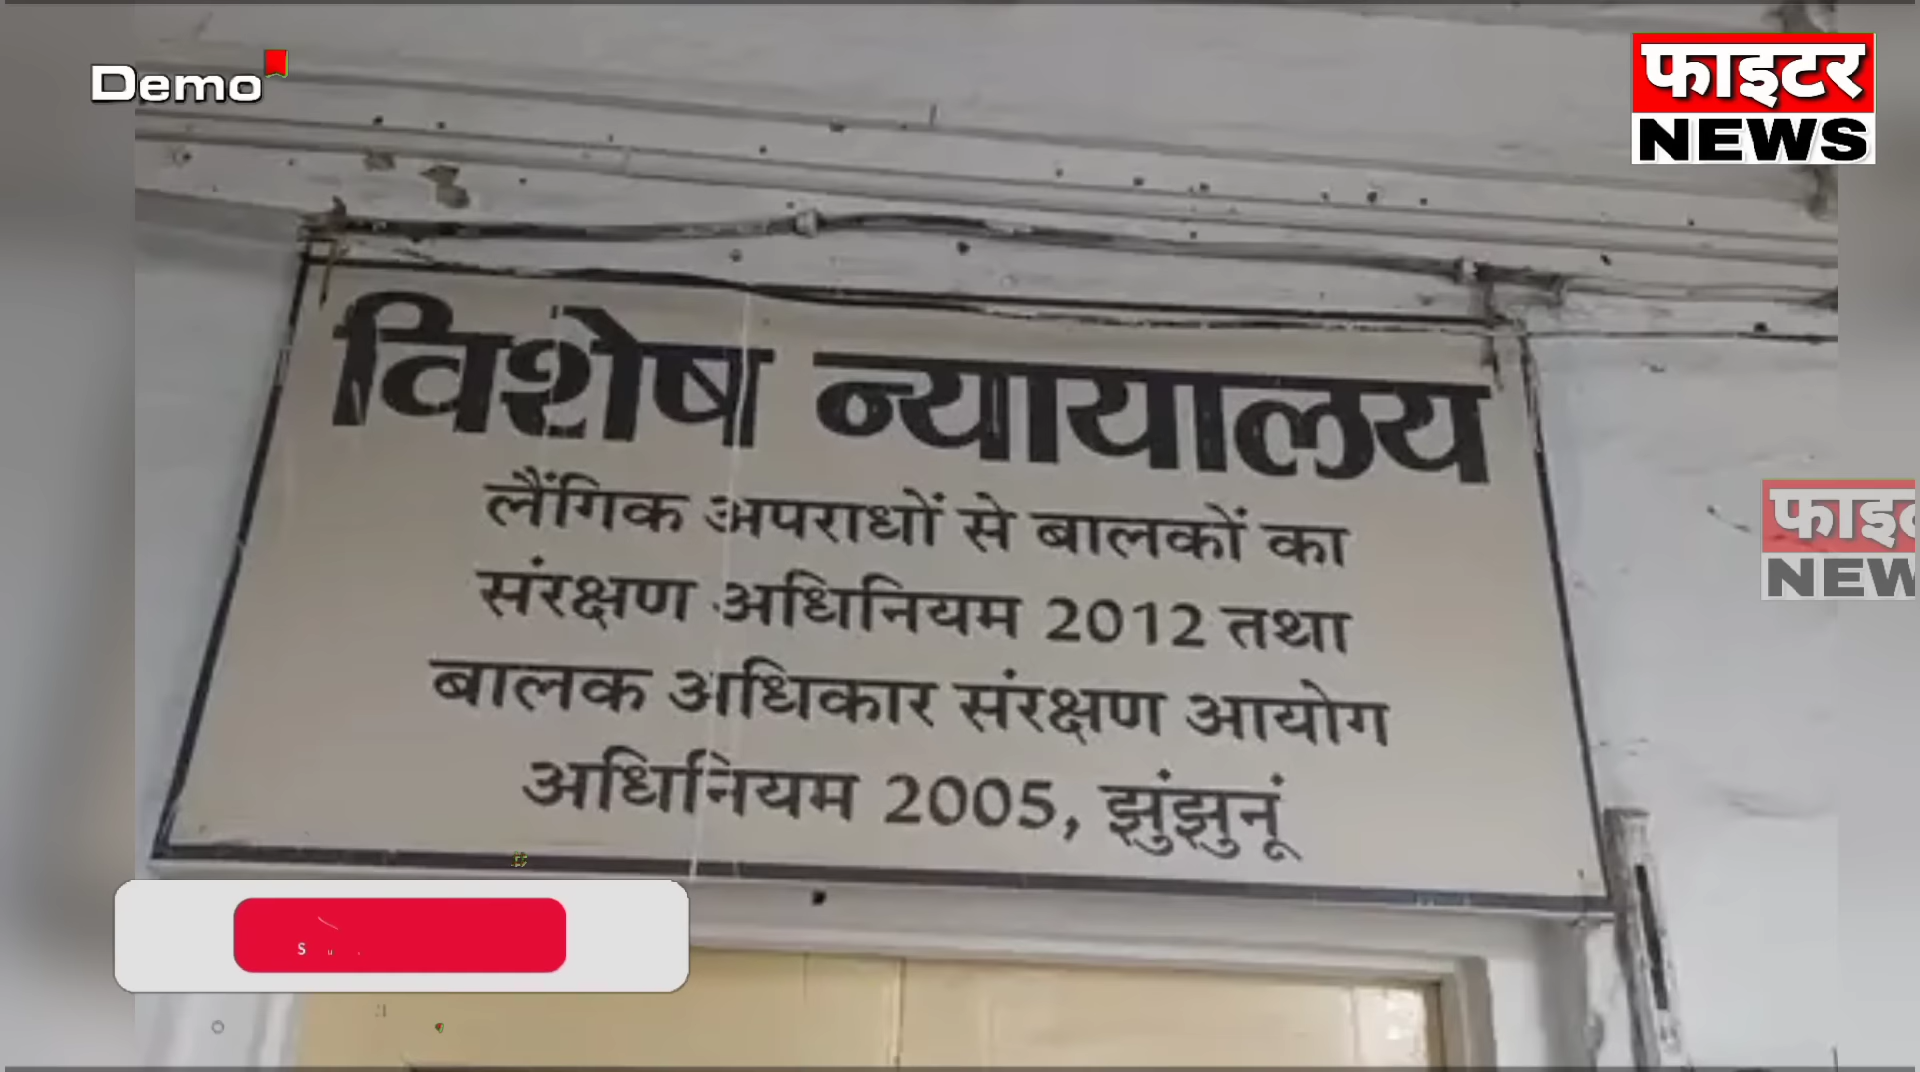 Demo
फाइटर
NEWS
विशेष न्यायालय
लैंगिक अपराधों से बालकों का
संरक्षण अधिनियम 2012 तथा
बालक अधिकार संरक्षण आयोग
अधिनियम 2005, झुंझुनूं
NEW